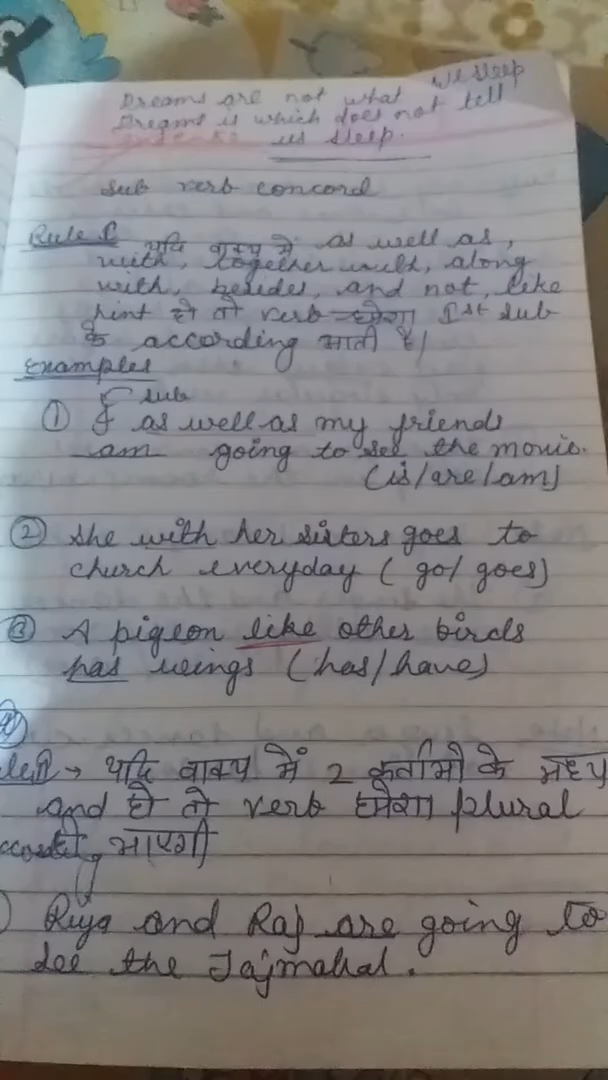 Dreams are not what we sleep
Dreams is which does not tell
us sleep.
Sub verb concord
Rule 1 यदि वाक्य में as well as,
with, together with, along
with, besides, and not, like
hint हो तो verb हमेशा Ist sub
के according आती है।
Examples
sub
① I as well as my friends
am going to see the movie.
(is/are/am)
② She with her sisters goes to
church everyday (go/goes)
③ A pigeon like other birds
has wings (has/have)
→ यदि वाक्य में 2 कर्ताओ के मध्य
and हो तो verb हमेशा plural
आएगी
Riya and Raj are going to
see the Tajmahal.